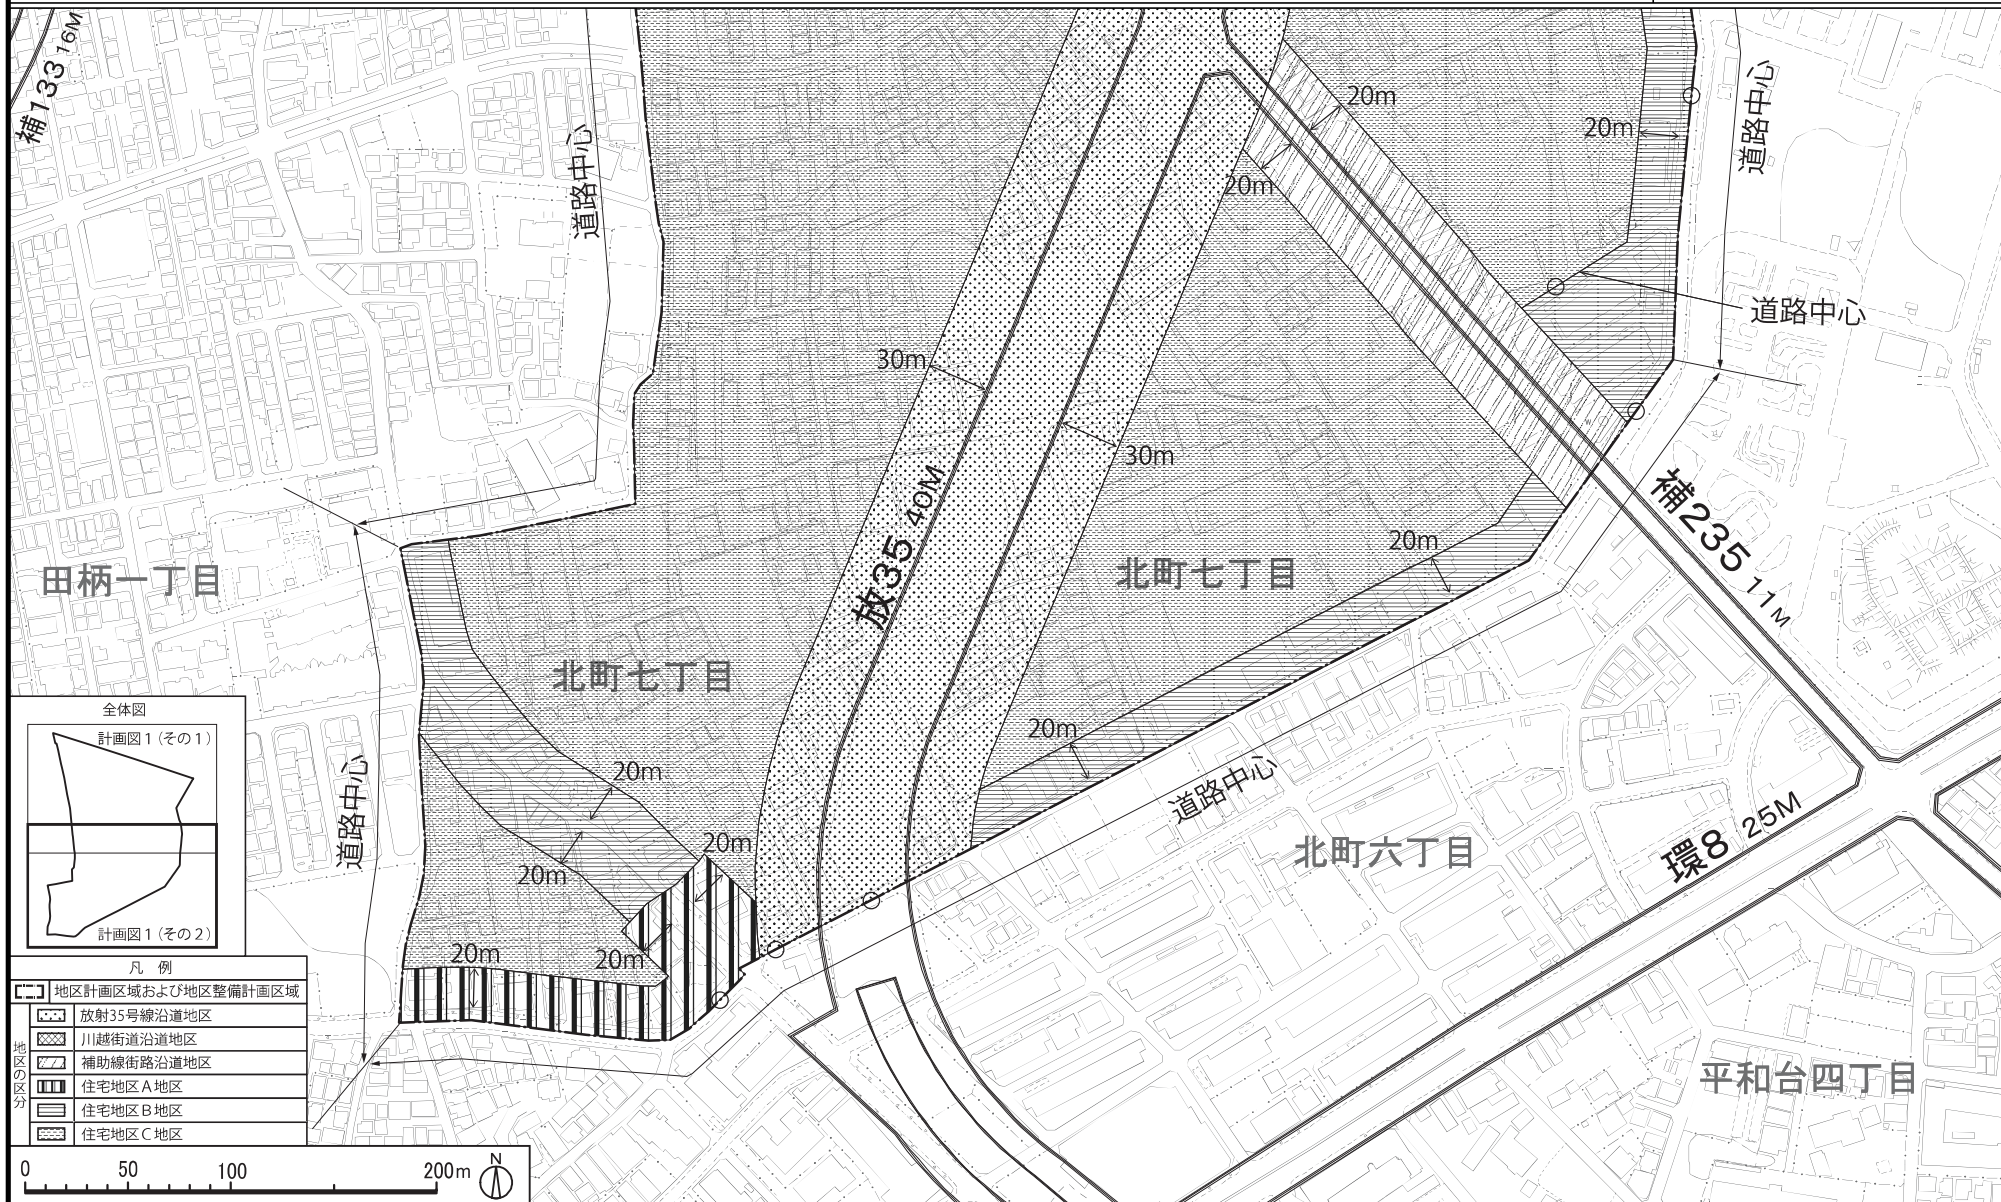 補133 16M
道路中心
20m
20m
20m
道路中心
道路中心
30m
30m
放35 40M
補235 11M
20m
田柄一丁目
北町七丁目
北町七丁目
20m
道路中心
20m
20m
20m
道路中心
北町六丁目
環8 25M
20m
20m
20m
平和台四丁目
全体図
計画図1(その1)
計画図1(その2)
凡 例
地区計画区域および地区整備計画区域
地区の区分
放射35号線沿道地区
川越街道沿道地区
補助線街路沿道地区
住宅地区A地区
住宅地区B地区
住宅地区C地区
0 50 100 200m
N